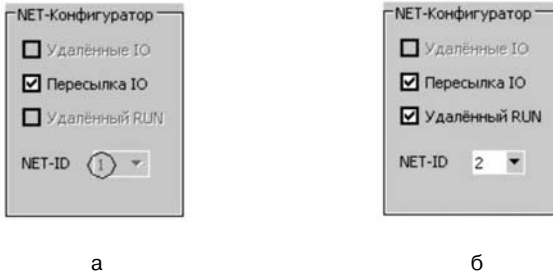 NET-Конфигуратор
Удалённые IO
Пересылка IO
Удалённый RUN
NET-ID 1
а
NET-Конфигуратор
Удалённые IO
Пересылка IO
Удалённый RUN
NET-ID 2
б